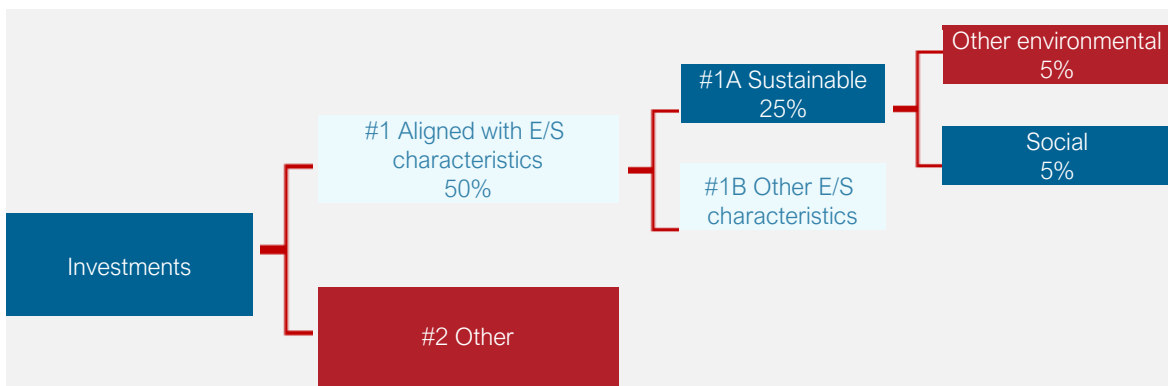 Investments
#1 Aligned with E/S
characteristics
50%
#2 Other
#1A Sustainable
25%
#1B Other E/S
characteristics
Other environmental
5%
Social
5%